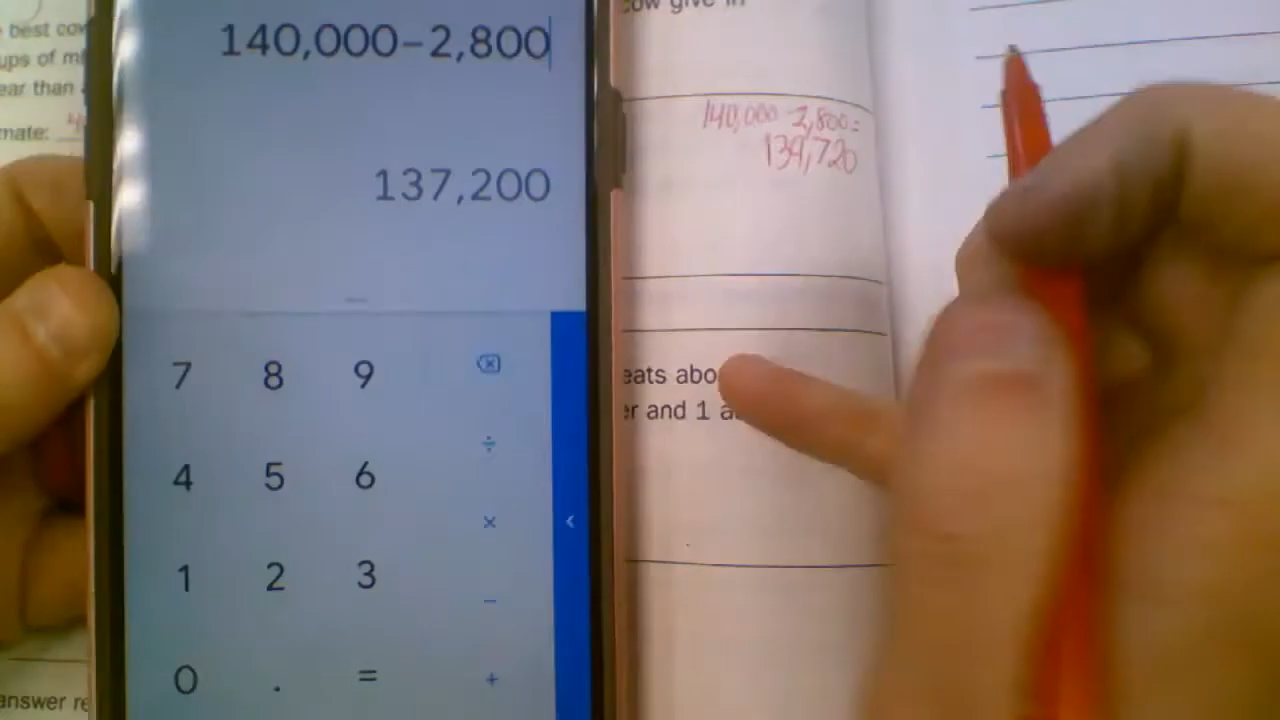 best cow
ups of mi
ear than
mate:
140,000–2,800
137,200
7 8 9
÷
4 5 6
×
1 2 3
–
0 . =
+
answer re
cow give in
140,000 - 2,800 =
139,720
eats abo
er and 1 a